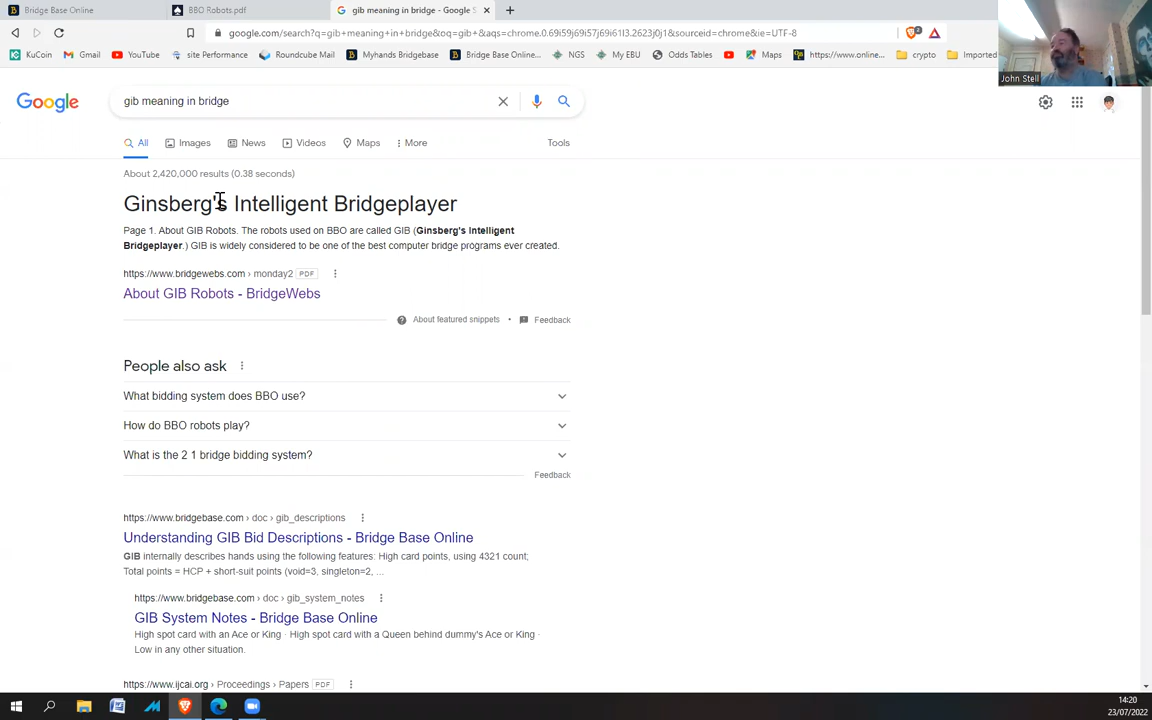 Bridge Base Online
BBO Robots.pdf
gib meaning in bridge - Google S
google.com/search?q=gib+meaning+in+bridge&oq=gib+&aqs=chrome.0.69i59j69i57j69i61l3.2623j0j1&sourceid=chrome&ie=UTF-8
2
KuCoin
Gmail
YouTube
site Performance
Roundcube Mail
Myhands Bridgebase
Bridge Base Online...
NGS
My EBU
Odds Tables
Maps
https://www.online...
crypto
Imported
John Stell
Google
gib meaning in bridge
All
Images
News
Videos
Maps
More
Tools
About 2,420,000 results (0.38 seconds)
Ginsberg's Intelligent Bridgeplayer
Page 1. About GIB Robots. The robots used on BBO are called GIB (Ginsberg's Intelligent
Bridgeplayer.) GIB is widely considered to be one of the best computer bridge programs ever created.
https://www.bridgewebs.com › monday2 PDF
About GIB Robots - BridgeWebs
About featured snippets • Feedback
People also ask
What bidding system does BBO use?
How do BBO robots play?
What is the 2 1 bridge bidding system?
Feedback
https://www.bridgebase.com › doc › gib_descriptions
Understanding GIB Bid Descriptions - Bridge Base Online
GIB internally describes hands using the following features: High card points, using 4321 count;
Total points = HCP + short-suit points (void=3, singleton=2, ...
https://www.bridgebase.com › doc › gib_system_notes
GIB System Notes - Bridge Base Online
High spot card with an Ace or King · High spot card with a Queen behind dummy's Ace or King ·
Low in any other situation.
https://www.ijcai.org › Proceedings › Papers PDF
14:20
23/07/2022